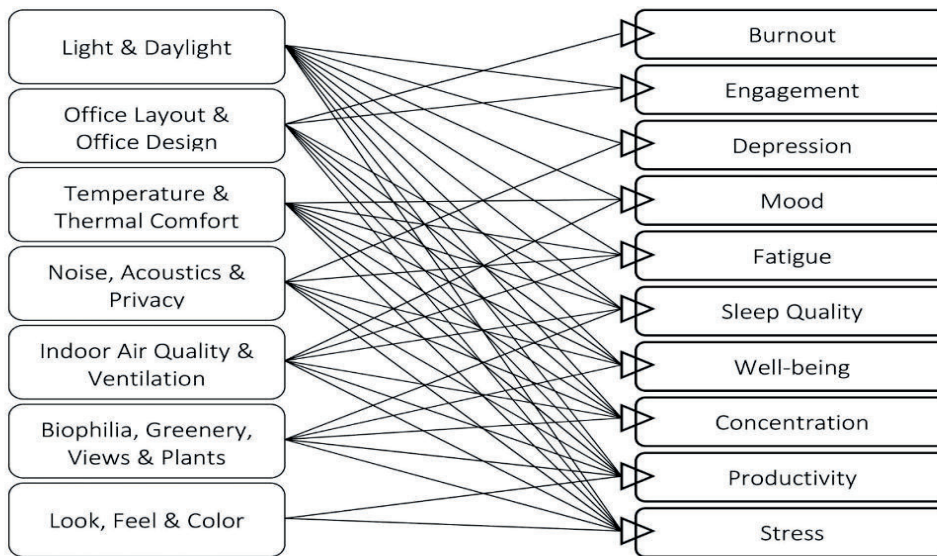 Light & Daylight
Office Layout &
Office Design
Temperature &
Thermal Comfort
Noise, Acoustics &
Privacy
Indoor Air Quality &
Ventilation
Biophilia, Greenery,
Views & Plants
Look, Feel & Color
Burnout
Engagement
Depression
Mood
Fatigue
Sleep Quality
Well-being
Concentration
Productivity
Stress